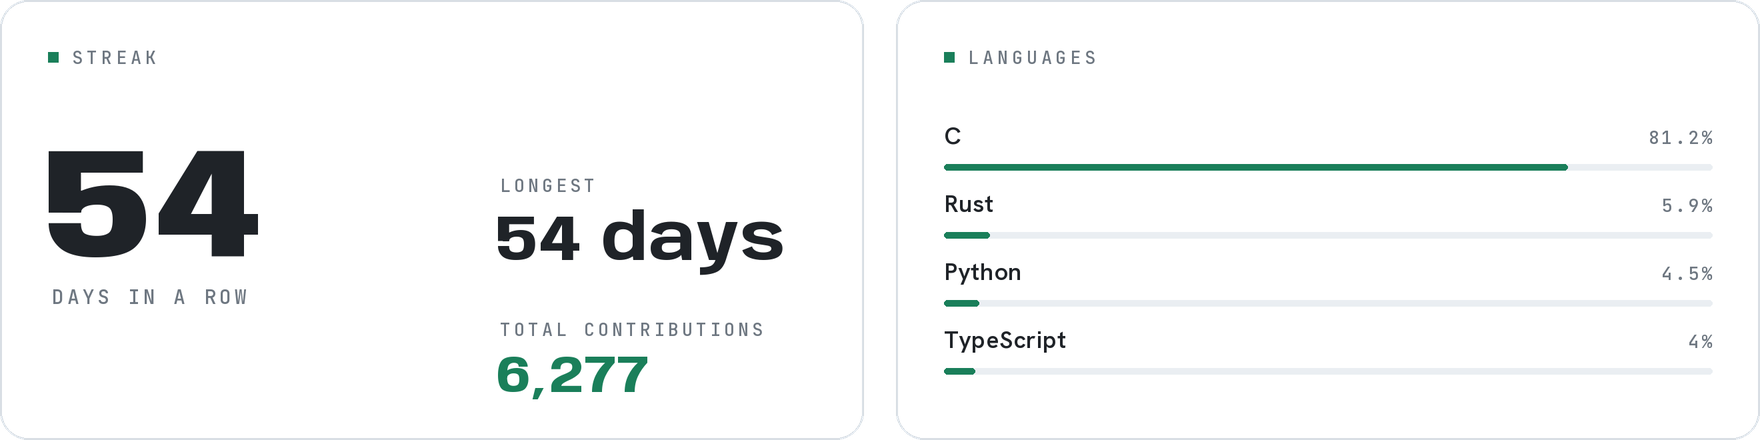 STREAK
54
DAYS IN A ROW
LONGEST
54 days
TOTAL CONTRIBUTIONS
6,277
LANGUAGES
C 81.2%
Rust 5.9%
Python 4.5%
TypeScript 4%